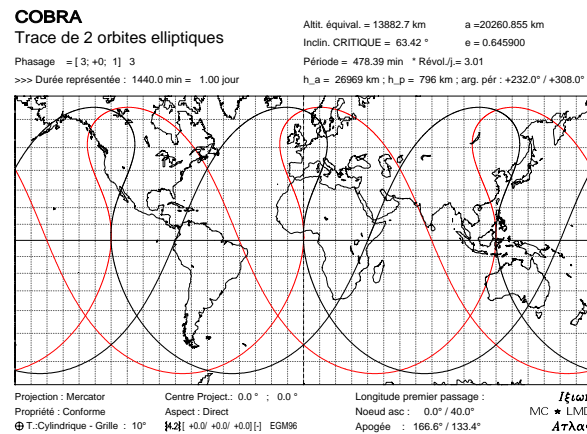 COBRA
Trace de 2 orbites elliptiques
Phasage = [ 3; +0; 1] 3
>>> Durée représentée : 1440.0 min = 1.00 jour
Altit. équival. = 13882.7 km a =20260.855 km
Inclin. CRITIQUE = 63.42 ° e = 0.645900
Période = 478.39 min * Révol./j.= 3.01
h_a = 26969 km ; h_p = 796 km ; arg. pér : +232.0° / +308.0°
Projection : Mercator
Propriété : Conforme
⊕ T.:Cylindrique - Grille : 10°
Centre Project.: 0.0 ° ; 0.0 °
Aspect : Direct
[4.2] [ +0.0/ +0.0/ +0.0] [-] EGM96
Longitude premier passage :
Noeud asc : 0.0° / 40.0°
Apogée : 166.6° / 133.4°
Ιξιων
MC ★ LMD
Ατλας